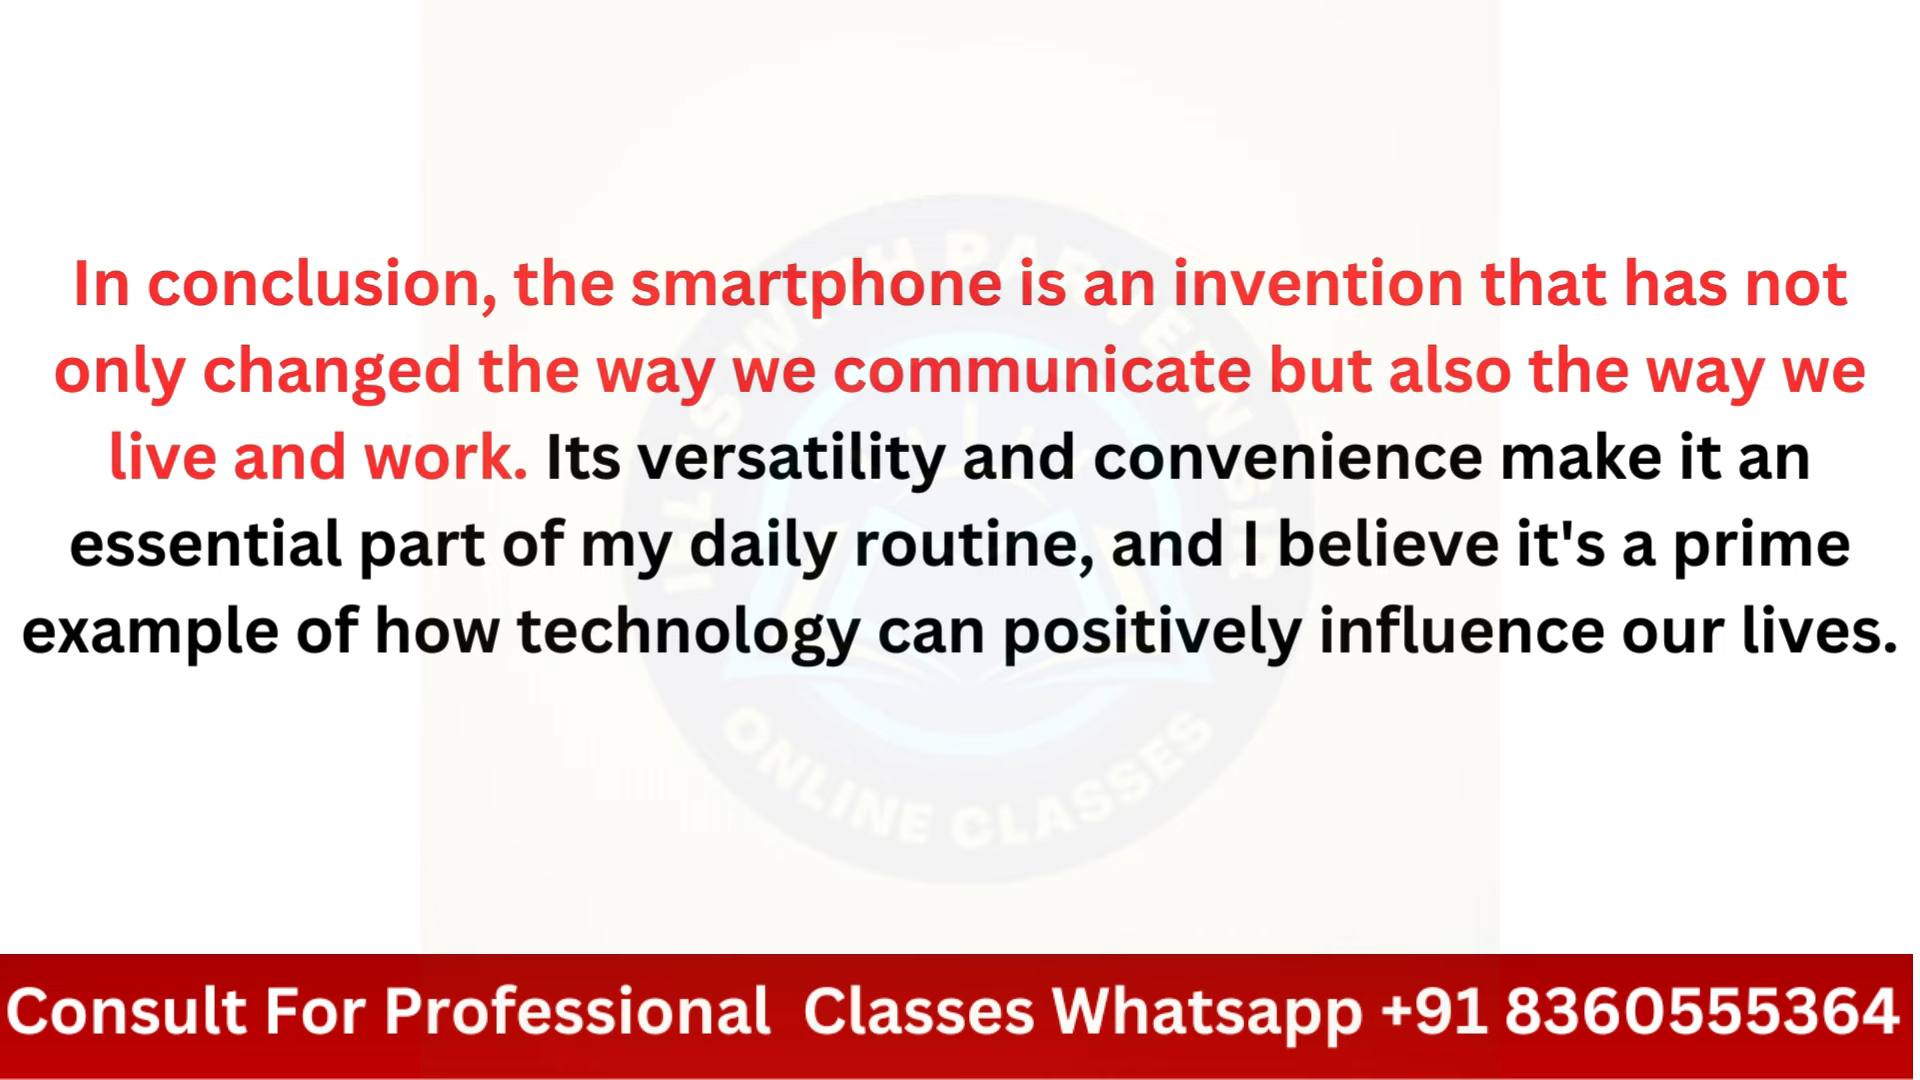 In conclusion, the smartphone is an invention that has not
only changed the way we communicate but also the way we
live and work. Its versatility and convenience make it an
essential part of my daily routine, and I believe it's a prime
example of how technology can positively influence our lives.
ONLINE CLASSES
Consult For Professional Classes Whatsapp +91 8360555364